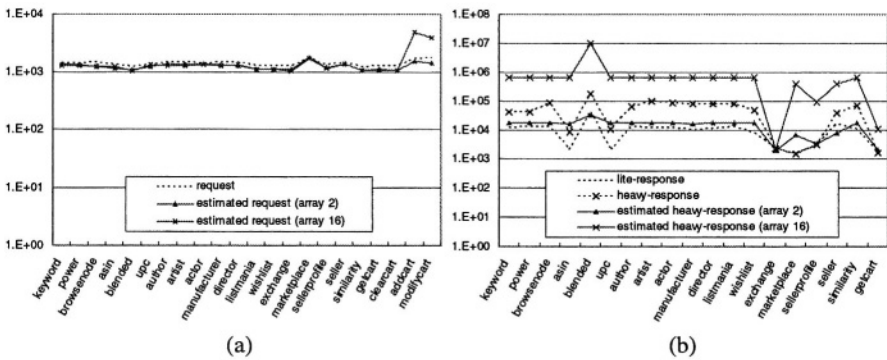 1.E+04
1.E+03
1.E+02
1.E+01
1.E+00
request
estimated request (array 2)
estimated request (array 16)
keyword
power
browsenode
asin
blended
upc
author
artist
actor
manufacturer
director
listmania
wishlist
exchange
marketplace
sellerprofile
seller
similarity
getcart
clearcart
addcart
modifycart
(a)
1.E+08
1.E+07
1.E+06
1.E+05
1.E+04
1.E+03
1.E+02
1.E+01
1.E+00
lite-response
heavy-response
estimated heavy-response (array 2)
estimated heavy-response (array 16)
keyword
power
browsenode
asin
blended
upc
author
artist
actor
manufacturer
director
listmania
wishlist
exchange
marketplace
sellerprofile
seller
similarity
getcart
(b)